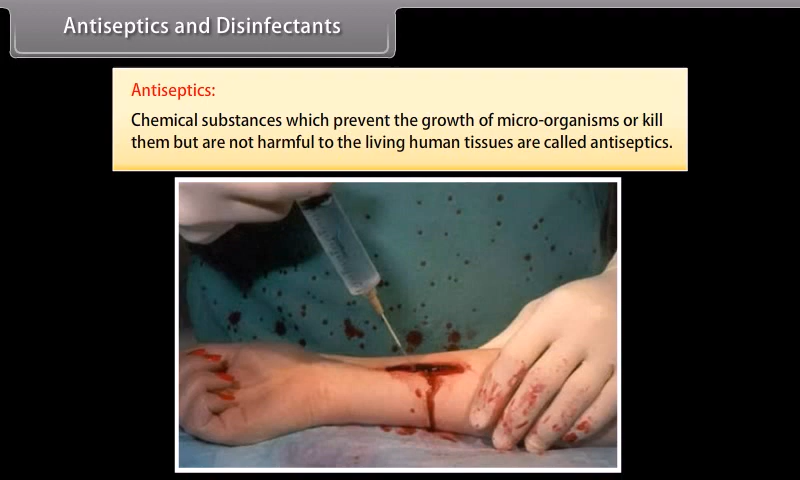 Antiseptics and Disinfectants
Antiseptics:
Chemical substances which prevent the growth of micro-organisms or kill
them but are not harmful to the living human tissues are called antiseptics.